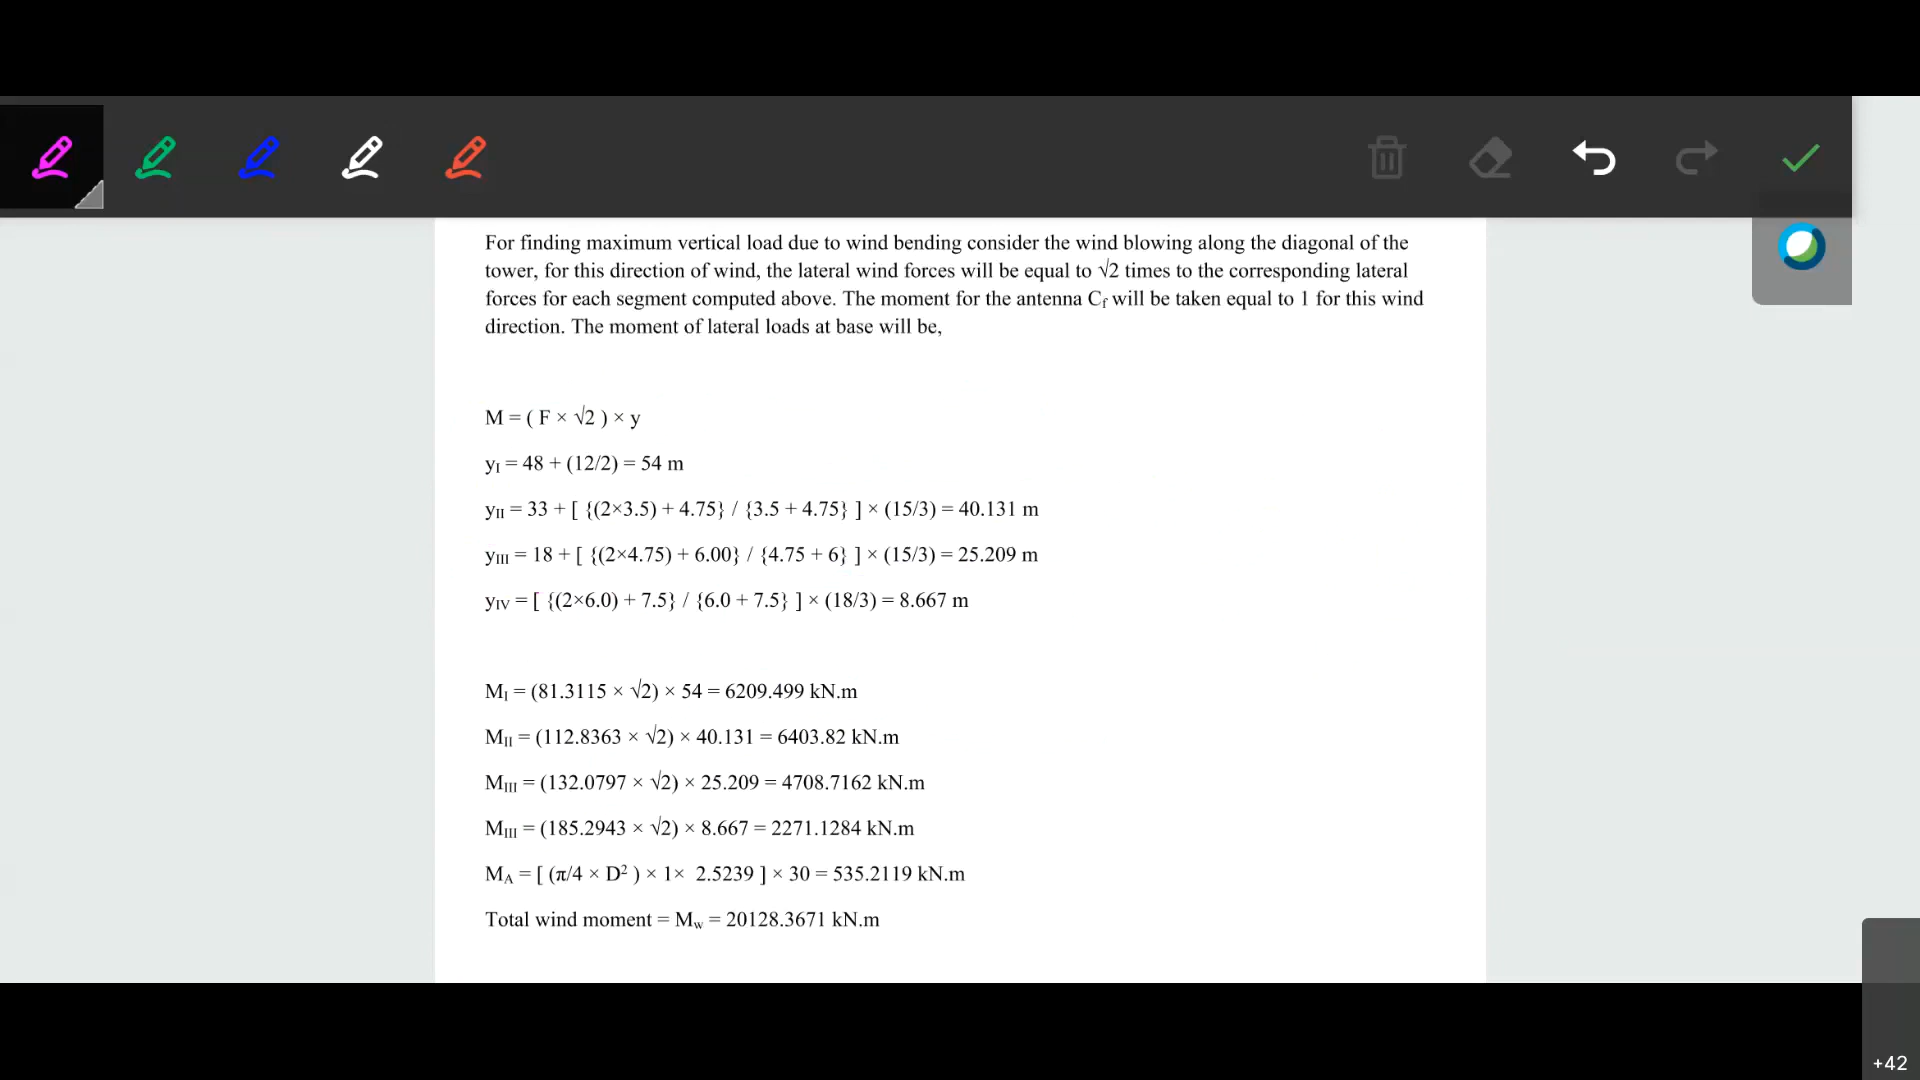 For finding maximum vertical load due to wind bending consider the wind blowing along the diagonal of the
tower, for this direction of wind, the lateral wind forces will be equal to √2 times to the corresponding lateral
forces for each segment computed above. The moment for the antenna Cf will be taken equal to 1 for this wind
direction. The moment of lateral loads at base will be,
M = ( F × √2 ) × y
yI = 48 + (12/2) = 54 m
yII = 33 + [ {(2×3.5) + 4.75} / {3.5 + 4.75} ] × (15/3) = 40.131 m
yIII = 18 + [ {(2×4.75) + 6.00} / {4.75 + 6} ] × (15/3) = 25.209 m
yIV = [ {(2×6.0) + 7.5} / {6.0 + 7.5} ] × (18/3) = 8.667 m
MI = (81.3115 × √2) × 54 = 6209.499 kN.m
MII = (112.8363 × √2) × 40.131 = 6403.82 kN.m
MIII = (132.0797 × √2) × 25.209 = 4708.7162 kN.m
MIII = (185.2943 × √2) × 8.667 = 2271.1284 kN.m
MA = [ (π/4 × D² ) × 1× 2.5239 ] × 30 = 535.2119 kN.m
Total wind moment = Mw = 20128.3671 kN.m
+42